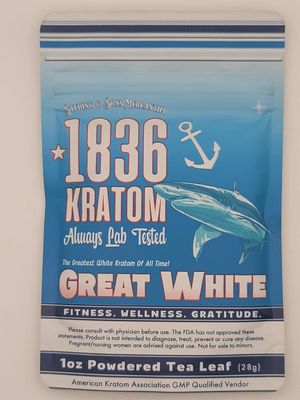 Sterling & Sons Mercantile
1836
KRATOM
Always Lab Tested
The Greatest White Kratom Of All Time!
GREAT WHITE
FITNESS. WELLNESS. GRATITUDE.
Please consult with physician before use. The FDA has not approved these
statements. Product is not intended to diagnose, treat, prevent or cure any disease.
Pregnant/nursing women are advised against use. Not for sale to minors.
1oz Powdered Tea Leaf (28g)
American Kratom Association GMP Qualified Vendor